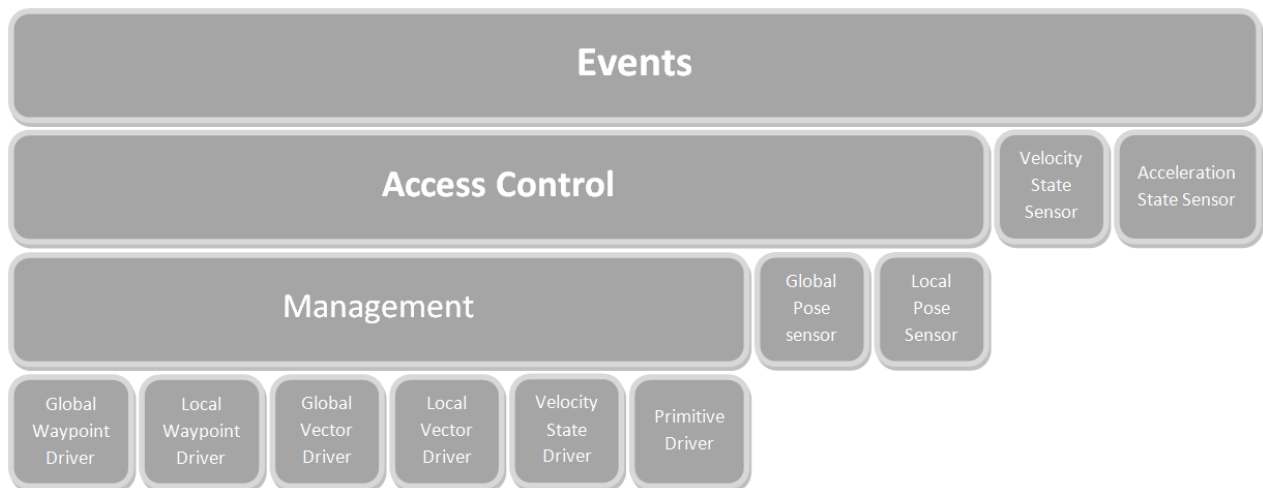 Events
Access Control
Velocity
State
Sensor
Acceleration
State Sensor
Management
Global
Pose
sensor
Local
Pose
Sensor
Global
Waypoint
Driver
Local
Waypoint
Driver
Global
Vector
Driver
Local
Vector
Driver
Velocity
State
Driver
Primitive
Driver